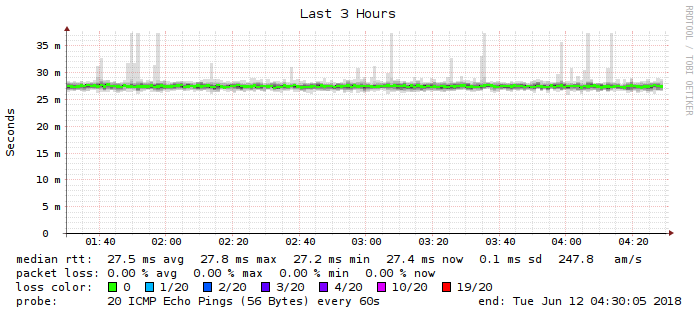 Last 3 Hours
RRDTOOL / TOBI OETIKER
Seconds
35 m
30 m
25 m
20 m
15 m
10 m
5 m
0
01:40 02:00 02:20 02:40 03:00 03:20 03:40 04:00 04:20
median rtt: 27.5 ms avg 27.8 ms max 27.2 ms min 27.4 ms now 0.1 ms sd 247.8 am/s
packet loss: 0.00 % avg 0.00 % max 0.00 % min 0.00 % now
loss color: 0 1/20 2/20 3/20 4/20 10/20 19/20
probe: 20 ICMP Echo Pings (56 Bytes) every 60s end: Tue Jun 12 04:30:05 2018